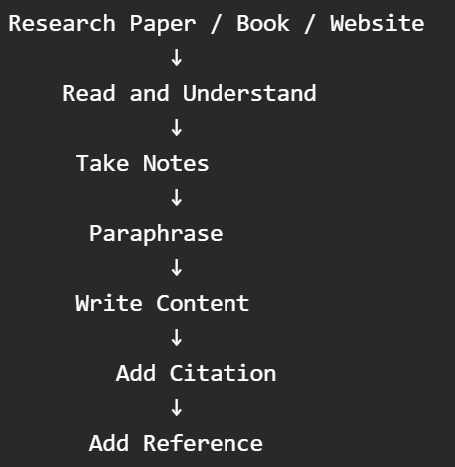 Research Paper / Book / Website
↓
Read and Understand
↓
Take Notes
↓
Paraphrase
↓
Write Content
↓
Add Citation
↓
Add Reference